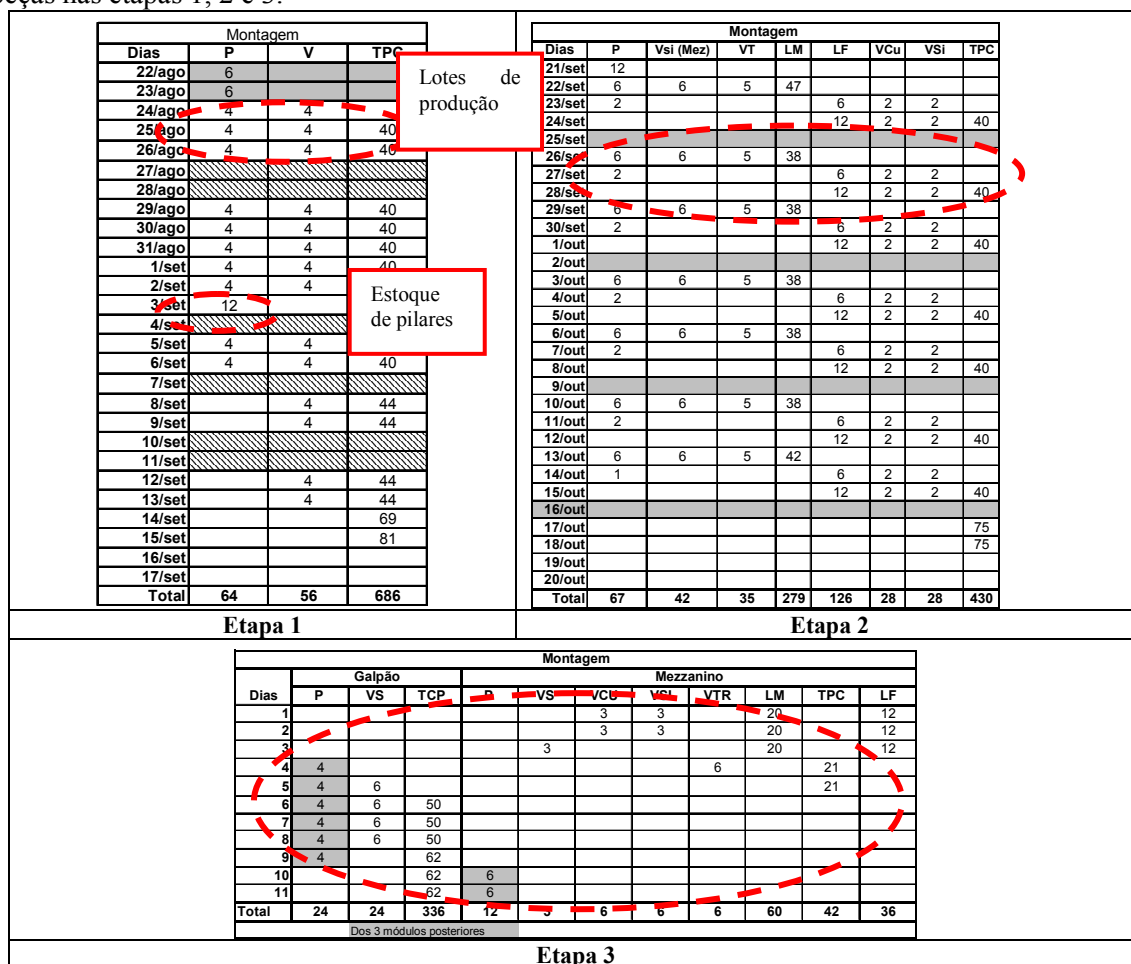 peças nas etapas 1, 2 e 3:
Montagem
Dias P V TPC
22/ago 6
23/ago 6
24/ago 4 4
25/ago 4 4 40
26/ago 4 4 40
27/ago
28/ago
29/ago 4 4 40
30/ago 4 4 40
31/ago 4 4 40
1/set 4 4 40
2/set 4 4
3/set 12
4/set
5/set 4 4
6/set 4 4 40
7/set
8/set 4 44
9/set 4 44
10/set
11/set
12/set 4 44
13/set 4 44
14/set 69
15/set 81
16/set
17/set
Total 64 56 686
Lotes de
produção
Estoque
de pilares
Etapa 1
Montagem
Dias P Vsi (Mez) VT LM LF VCu VSi TPC
21/set 12
22/set 6 6 5 47
23/set 2 6 2 2
24/set 12 2 2 40
25/set
26/set 6 6 5 38
27/set 2 6 2 2
28/set 12 2 2 40
29/set 6 6 5 38
30/set 2 6 2 2
1/out 12 2 2 40
2/out
3/out 6 6 5 38
4/out 2 6 2 2
5/out 12 2 2 40
6/out 6 6 5 38
7/out 2 6 2 2
8/out 12 2 2 40
9/out
10/out 6 6 5 38
11/out 2 6 2 2
12/out 12 2 2 40
13/out 6 6 5 42
14/out 1 6 2 2
15/out 12 2 2 40
16/out
17/out 75
18/out 75
19/out
20/out
Total 67 42 35 279 126 28 28 430
Etapa 2
Montagem
Galpão Mezzanino
Dias P VS TCP P VS VCU VSI VTR LM TPC LF
1 3 3 20 12
2 3 3 20 12
3 3 20 12
4 4 6 21
5 4 6 21
6 4 6 50
7 4 6 50
8 4 6 50
9 4 62
10 62 6
11 62 6
Total 24 24 336 12 3 6 6 6 60 42 36
Dos 3 módulos posteriores
Etapa 3